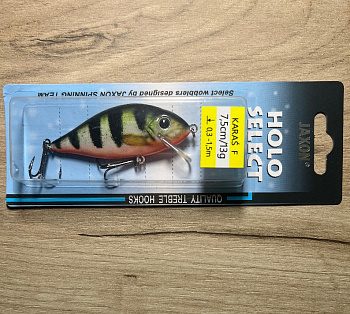 JAXON®
HOLO
SELECT
KARAŚ F
7,5cm/13g
0,3-1,5m
Select wobblers designed by JAXON SPINNING TEAM
QUALITY TREBLE HOOKS